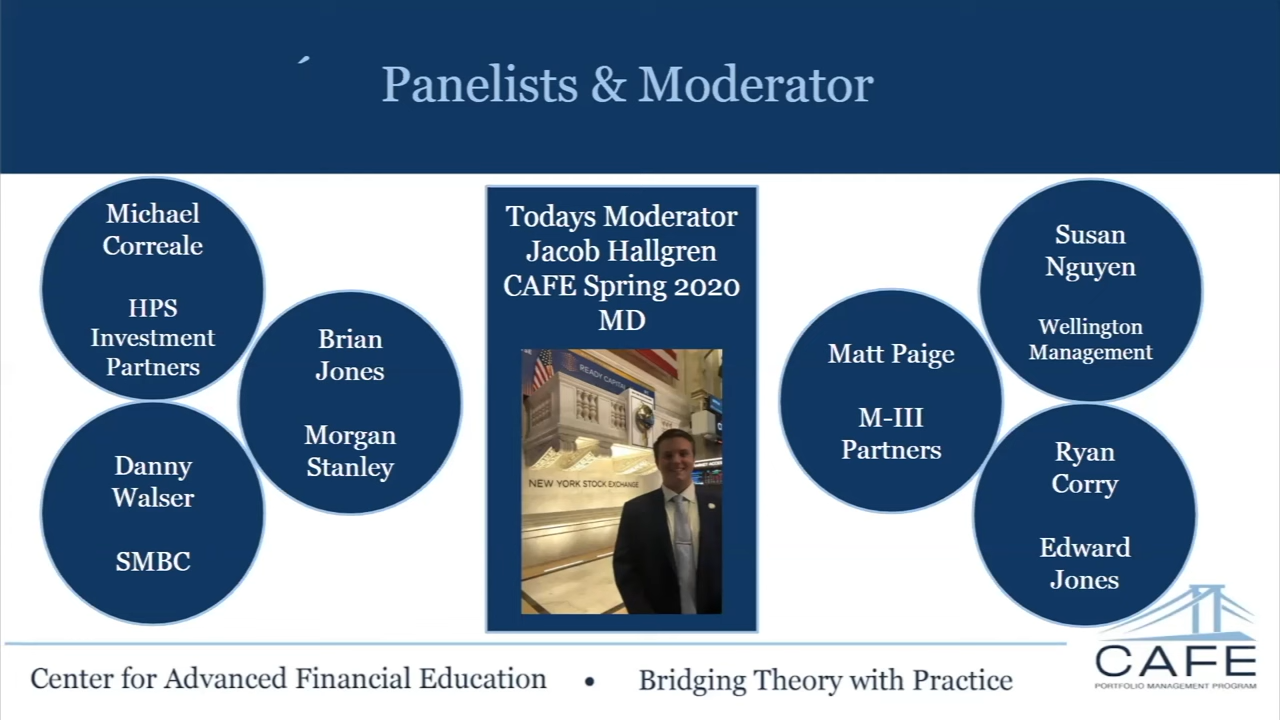 Panelists & Moderator
Michael
Correale
HPS
Investment
Partners
Brian
Jones
Morgan
Stanley
Danny
Walser
SMBC
Todays Moderator
Jacob Hallgren
CAFE Spring 2020
MD
READY CAPITAL
NEW YORK STOCK EXCHANGE
Matt Paige
M-III
Partners
Susan
Nguyen
Wellington
Management
Ryan
Corry
Edward
Jones
Center for Advanced Financial Education • Bridging Theory with Practice
CAFE
PORTFOLIO MANAGEMENT PROGRAM